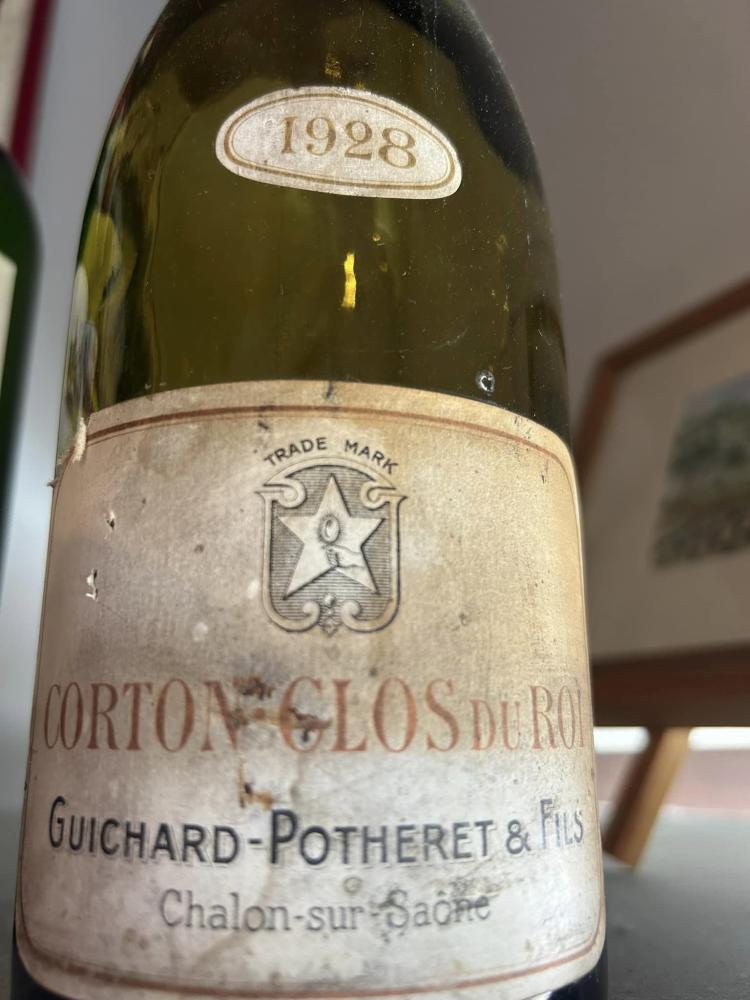 1928
TRADE MARK
CORTON-CLOS DU ROI
GUICHARD-POTHERET & FILS
Chalon-sur-Saône